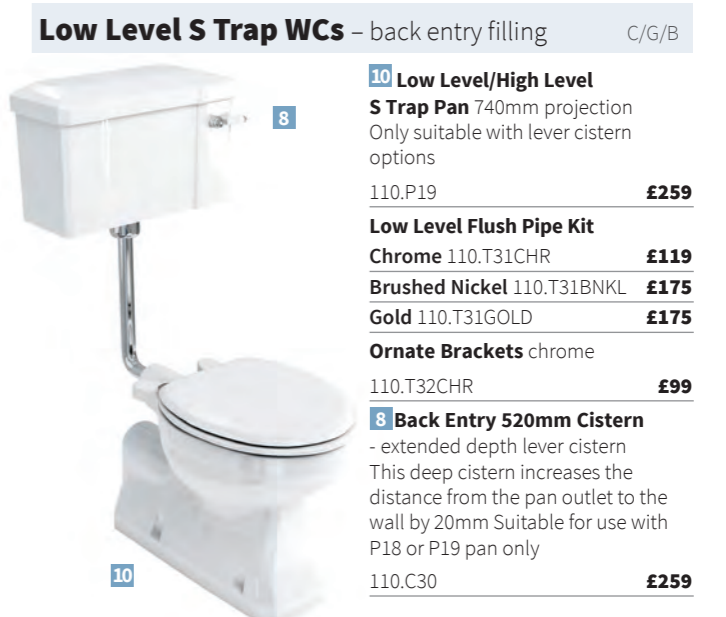 Low Level S Trap WCs – back entry filling C/G/B
8
10
10 Low Level/High Level
S Trap Pan 740mm projection
Only suitable with lever cistern
options
110.P19 £259
Low Level Flush Pipe Kit
Chrome 110.T31CHR £119
Brushed Nickel 110.T31BNKL £175
Gold 110.T31GOLD £175
Ornate Brackets chrome
110.T32CHR £99
8 Back Entry 520mm Cistern
- extended depth lever cistern
This deep cistern increases the
distance from the pan outlet to the
wall by 20mm Suitable for use with
P18 or P19 pan only
110.C30 £259